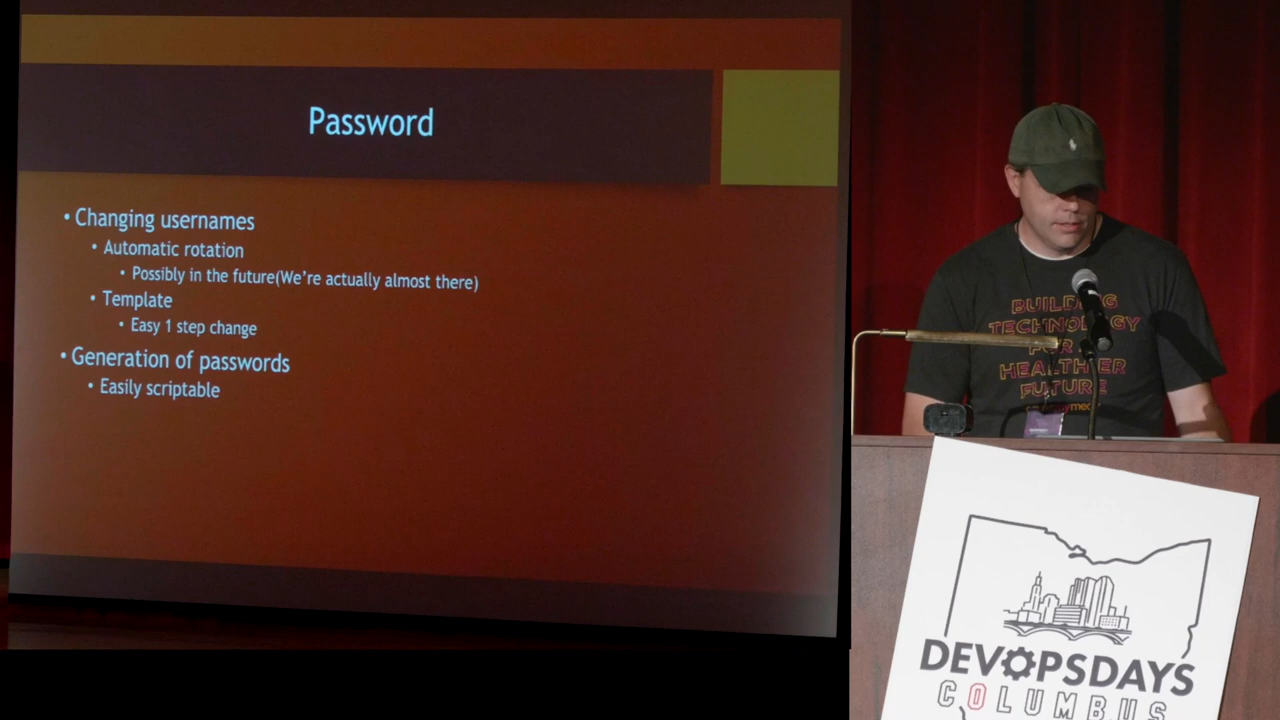 Password
• Changing usernames
• Automatic rotation
• Possibly in the future(We're actually almost there)
• Template
• Easy 1 step change
• Generation of passwords
• Easily scriptable
BUILDING
TECHNOLOGY
FOR
HEALTHIER
FUTURE
DEVOPSDAYS
COLUMBUS